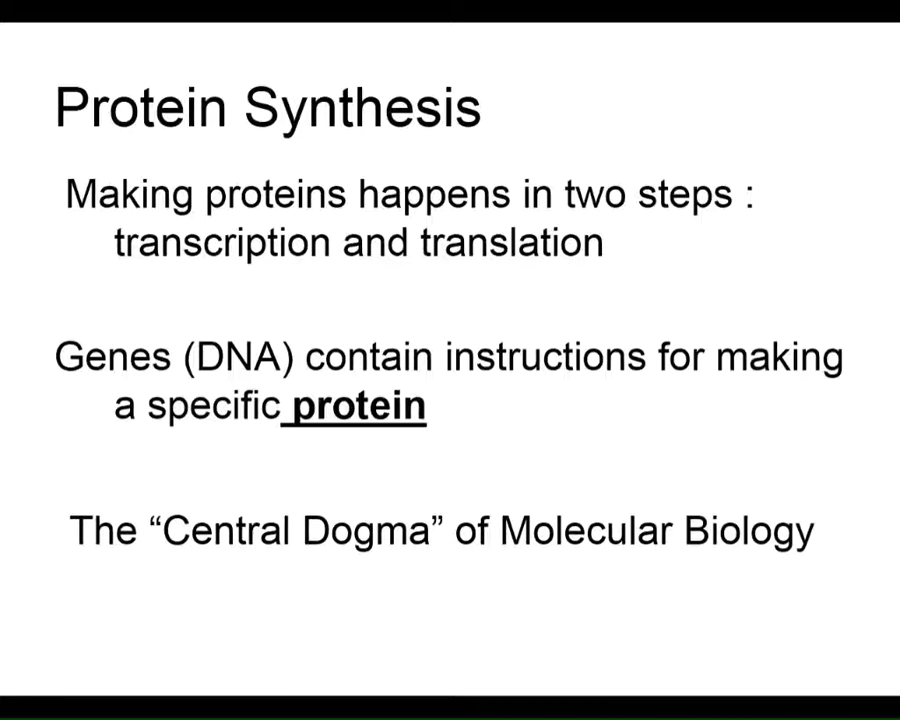 Protein Synthesis
Making proteins happens in two steps :
transcription and translation
Genes (DNA) contain instructions for making
a specific protein
The “Central Dogma” of Molecular Biology